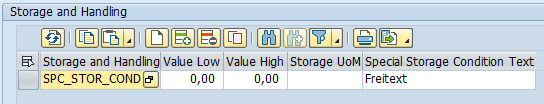 Storage and Handling
Storage and Handling Value Low Value High Storage UoM Special Storage Condition Text
SPC_STOR_COND 0,00 0,00 Freitext